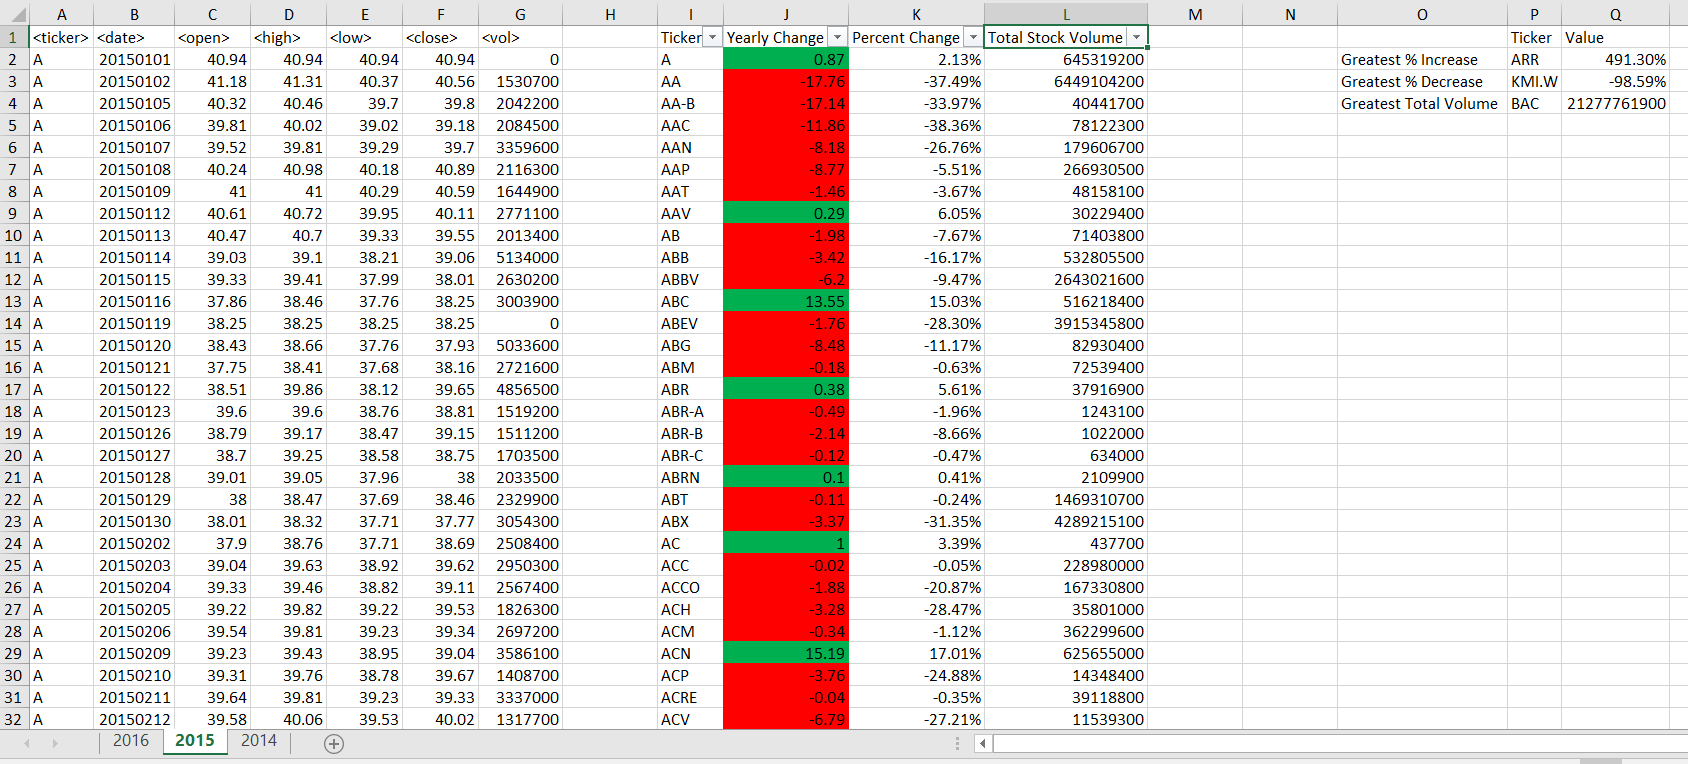 A B C D E F G H I J K L M N O P Q
1 <ticker> <date> <open> <high> <low> <close> <vol> Ticker Yearly Change Percent Change Total Stock Volume Ticker Value
2 A 20150101 40.94 40.94 40.94 40.94 0 A 0.87 2.13% 645319200 Greatest % Increase ARR 491.30%
3 A 20150102 41.18 41.31 40.37 40.56 1530700 AA -17.76 -37.49% 6449104200 Greatest % Decrease KMI.W -98.59%
4 A 20150105 40.32 40.46 39.7 39.8 2042200 AA-B -17.14 -33.97% 40441700 Greatest Total Volume BAC 21277761900
5 A 20150106 39.81 40.02 39.02 39.18 2084500 AAC -11.86 -38.36% 78122300
6 A 20150107 39.52 39.81 39.29 39.7 3359600 AAN -8.18 -26.76% 179606700
7 A 20150108 40.24 40.98 40.18 40.89 2116300 AAP -8.77 -5.51% 266930500
8 A 20150109 41 41 40.29 40.59 1644900 AAT -1.46 -3.67% 48158100
9 A 20150112 40.61 40.72 39.95 40.11 2771100 AAV 0.29 6.05% 30229400
10 A 20150113 40.47 40.7 39.33 39.55 2013400 AB -1.98 -7.67% 71403800
11 A 20150114 39.03 39.1 38.21 39.06 5134000 ABB -3.42 -16.17% 532805500
12 A 20150115 39.33 39.41 37.99 38.01 2630200 ABBV -6.2 -9.47% 2643021600
13 A 20150116 37.86 38.46 37.76 38.25 3003900 ABC 13.55 15.03% 516218400
14 A 20150119 38.25 38.25 38.25 38.25 0 ABEV -1.76 -28.30% 3915345800
15 A 20150120 38.43 38.66 37.76 37.93 5033600 ABG -8.48 -11.17% 82930400
16 A 20150121 37.75 38.41 37.68 38.16 2721600 ABM -0.18 -0.63% 72539400
17 A 20150122 38.51 39.86 38.12 39.65 4856500 ABR 0.38 5.61% 37916900
18 A 20150123 39.6 39.6 38.76 38.81 1519200 ABR-A -0.49 -1.96% 1243100
19 A 20150126 38.79 39.17 38.47 39.15 1511200 ABR-B -2.14 -8.66% 1022000
20 A 20150127 38.7 39.25 38.58 38.75 1703500 ABR-C -0.12 -0.47% 634000
21 A 20150128 39.01 39.05 37.96 38 2033500 ABRN 0.1 0.41% 2109900
22 A 20150129 38 38.47 37.69 38.46 2329900 ABT -0.11 -0.24% 1469310700
23 A 20150130 38.01 38.32 37.71 37.77 3054300 ABX -3.37 -31.35% 4289215100
24 A 20150202 37.9 38.76 37.71 38.69 2508400 AC 1 3.39% 437700
25 A 20150203 39.04 39.63 38.92 39.62 2950300 ACC -0.02 -0.05% 228980000
26 A 20150204 39.33 39.46 38.82 39.11 2567400 ACCO -1.88 -20.87% 167330800
27 A 20150205 39.22 39.82 39.22 39.53 1826300 ACH -3.28 -28.47% 35801000
28 A 20150206 39.54 39.81 39.23 39.34 2697200 ACM -0.34 -1.12% 362299600
29 A 20150209 39.23 39.43 38.95 39.04 3586100 ACN 15.19 17.01% 625655000
30 A 20150210 39.31 39.76 38.78 39.67 1408700 ACP -3.76 -24.88% 14348400
31 A 20150211 39.64 39.81 39.23 39.33 3337000 ACRE -0.04 -0.35% 39118800
32 A 20150212 39.58 40.06 39.53 40.02 1317700 ACV -6.79 -27.21% 11539300
2016 2015 2014